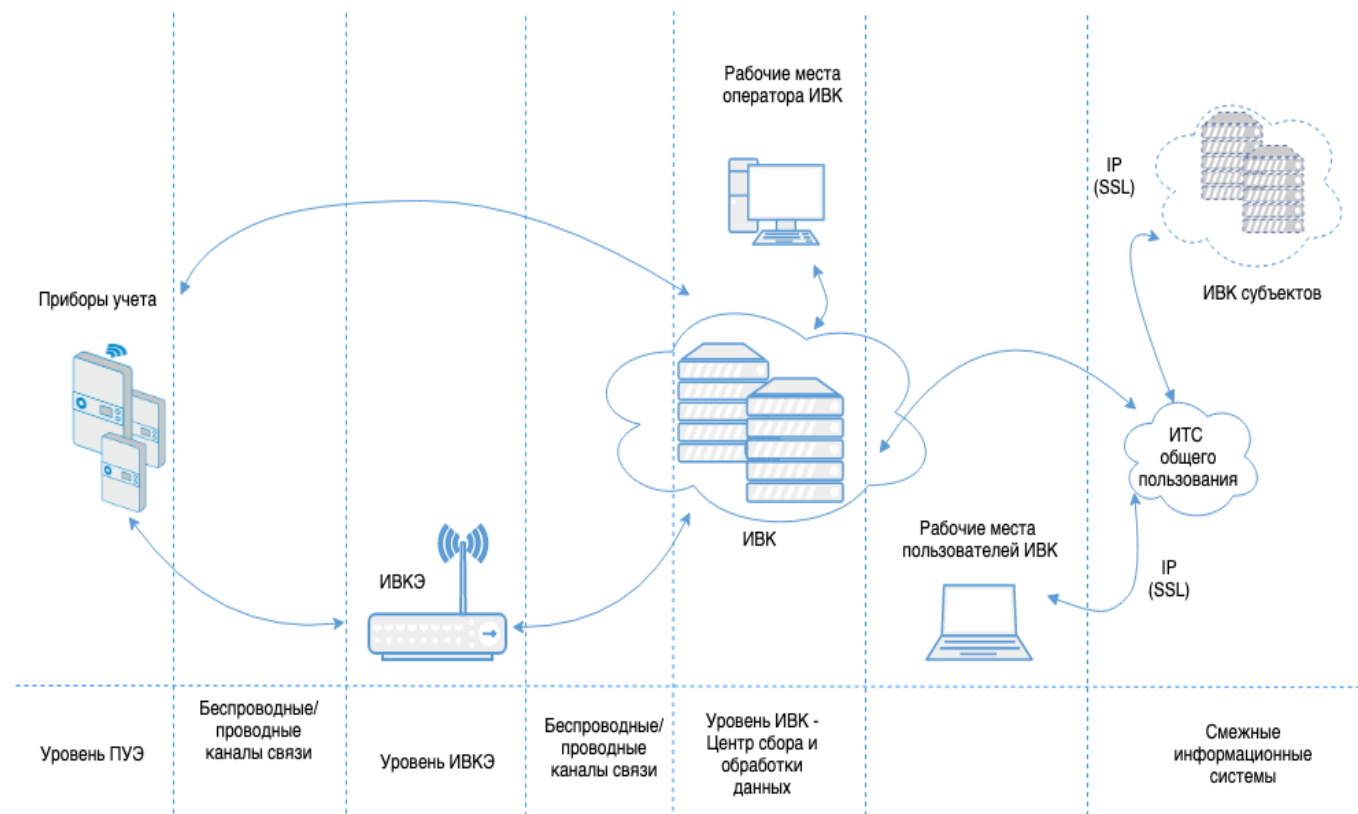 Рабочие места
оператора ИВК
IP
(SSL)
ИВК субъектов
Приборы учета
ИТС
общего
пользования
ИВК
Рабочие места
пользователей ИВК
ИВКЭ
IP
(SSL)
Уровень ПУЭ
Беспроводные/
проводные
каналы связи
Уровень ИВКЭ
Беспроводные/
проводные
каналы связи
Уровень ИВК -
Центр сбора и
обработки
данных
Смежные
информационные
системы